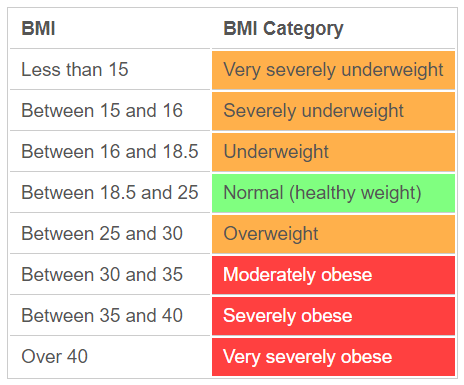 BMI BMI Category
Less than 15 Very severely underweight
Between 15 and 16 Severely underweight
Between 16 and 18.5 Underweight
Between 18.5 and 25 Normal (healthy weight)
Between 25 and 30 Overweight
Between 30 and 35 Moderately obese
Between 35 and 40 Severely obese
Over 40 Very severely obese